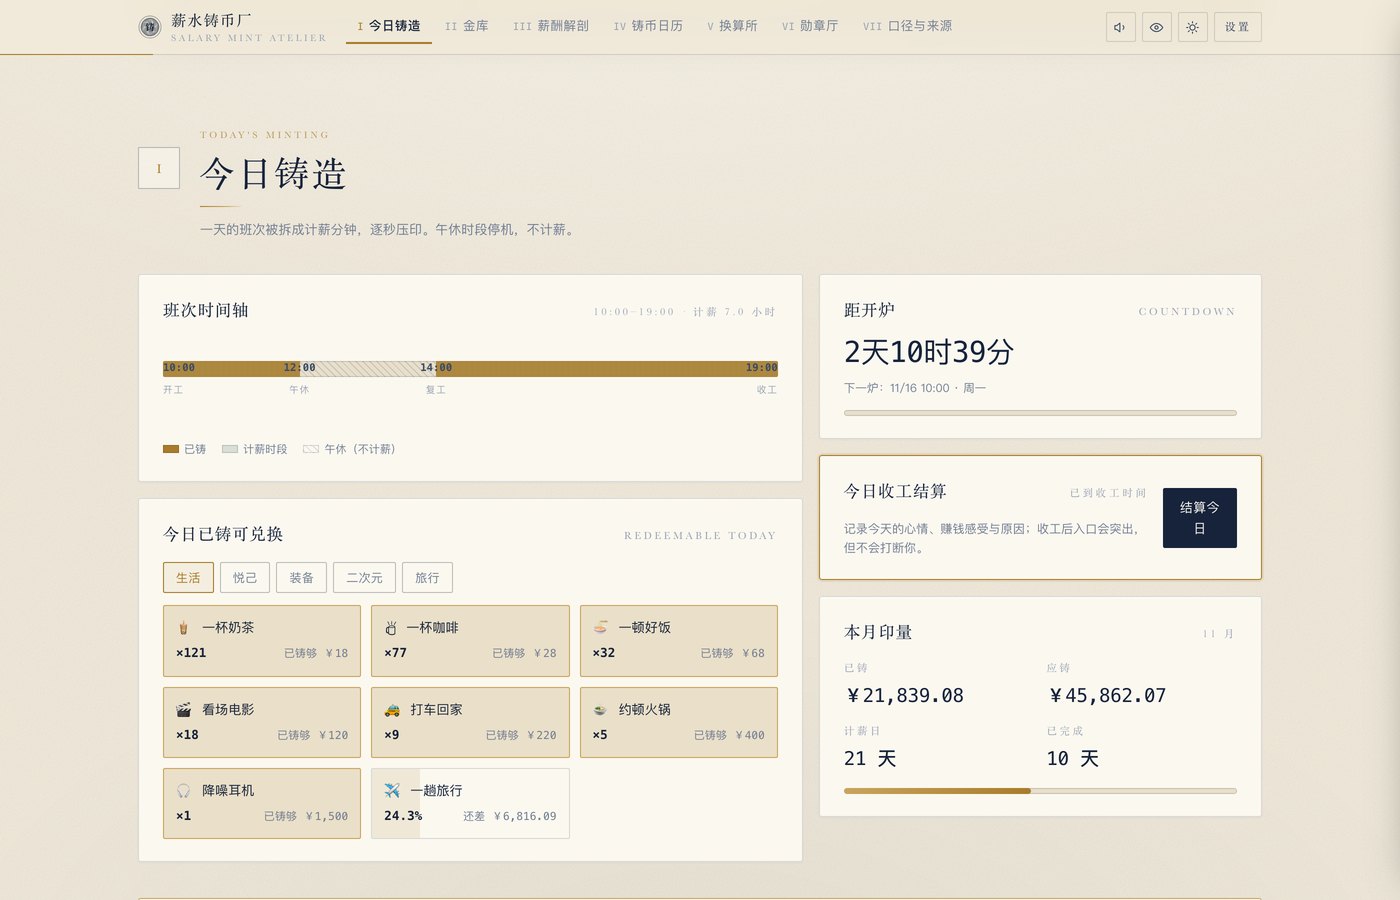 薪水铸币厂
SALARY MINT ATELIER
I 今日铸造
II 金库
III 薪酬解剖
IV 铸币日历
V 换算所
VI 勋章厅
VII 口径与来源
设置
TODAY'S MINTING
I
今日铸造
一天的班次被拆成计薪分钟，逐秒压印。午休时段停机，不计薪。
班次时间轴
10:00–19:00 · 计薪 7.0 小时
10:00 12:00 14:00 19:00
开工 午休 复工 收工
已铸 计薪时段 午休（不计薪）
今日已铸可兑换
REDEEMABLE TODAY
生活 悦己 装备 二次元 旅行
一杯奶茶
×121 已铸够 ¥18
一杯咖啡
×77 已铸够 ¥28
一顿好饭
×32 已铸够 ¥68
看场电影
×18 已铸够 ¥120
打车回家
×9 已铸够 ¥220
约顿火锅
×5 已铸够 ¥400
降噪耳机
×1 已铸够 ¥1,500
一趟旅行
24.3% 还差 ¥6,816.09
距开炉
COUNTDOWN
2天10时39分
下一炉：11/16 10:00 · 周一
今日收工结算
已到收工时间
记录今天的心情、赚钱感受与原因；收工后入口会突出，
但不会打断你。
结算今
日
本月印量
11 月
已铸
¥21,839.08
应铸
¥45,862.07
计薪日
21 天
已完成
10 天